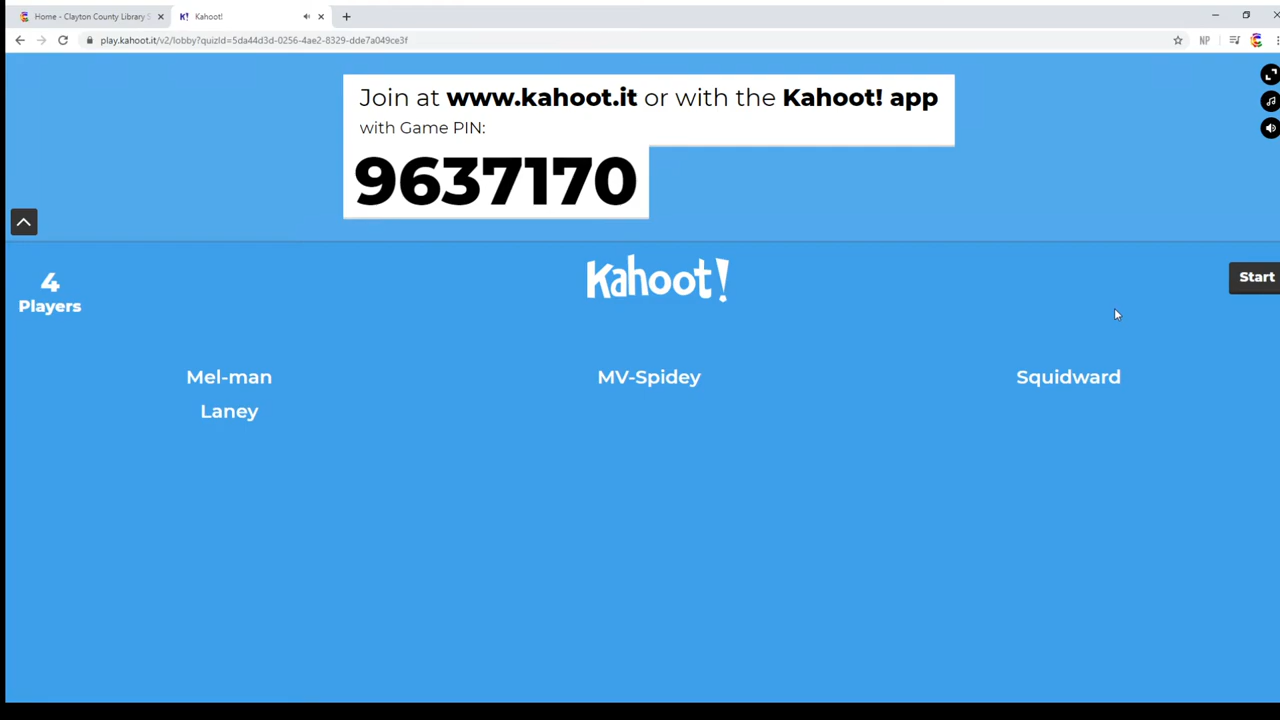 Home - Clayton County Library S
Kahoot!
play.kahoot.it/v2/lobby?quizId=5da44d3d-0256-4ae2-8329-dde7a049ce3f
NP
Join at www.kahoot.it or with the Kahoot! app
with Game PIN:
9637170
4
Players
Kahoot!
Start
Mel-man
MV-Spidey
Squidward
Laney